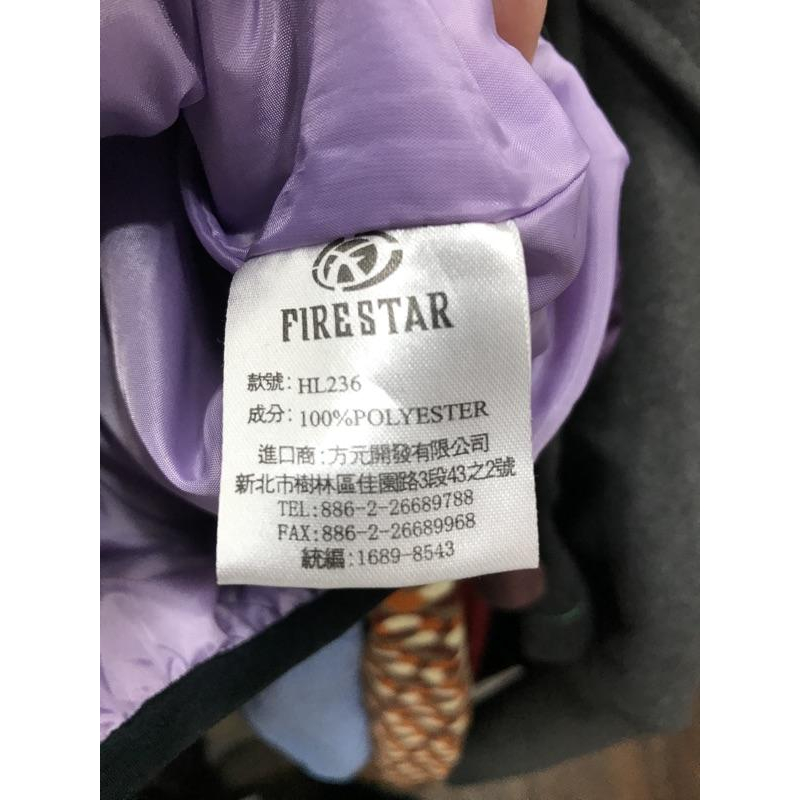 FIRESTAR
款號: HL236
成分: 100%POLYESTER
進口商:方元開發有限公司
新北市樹林區佳園路3段43之2號
TEL:886-2-26689788
FAX:886-2-26689968
統編:1689-8543